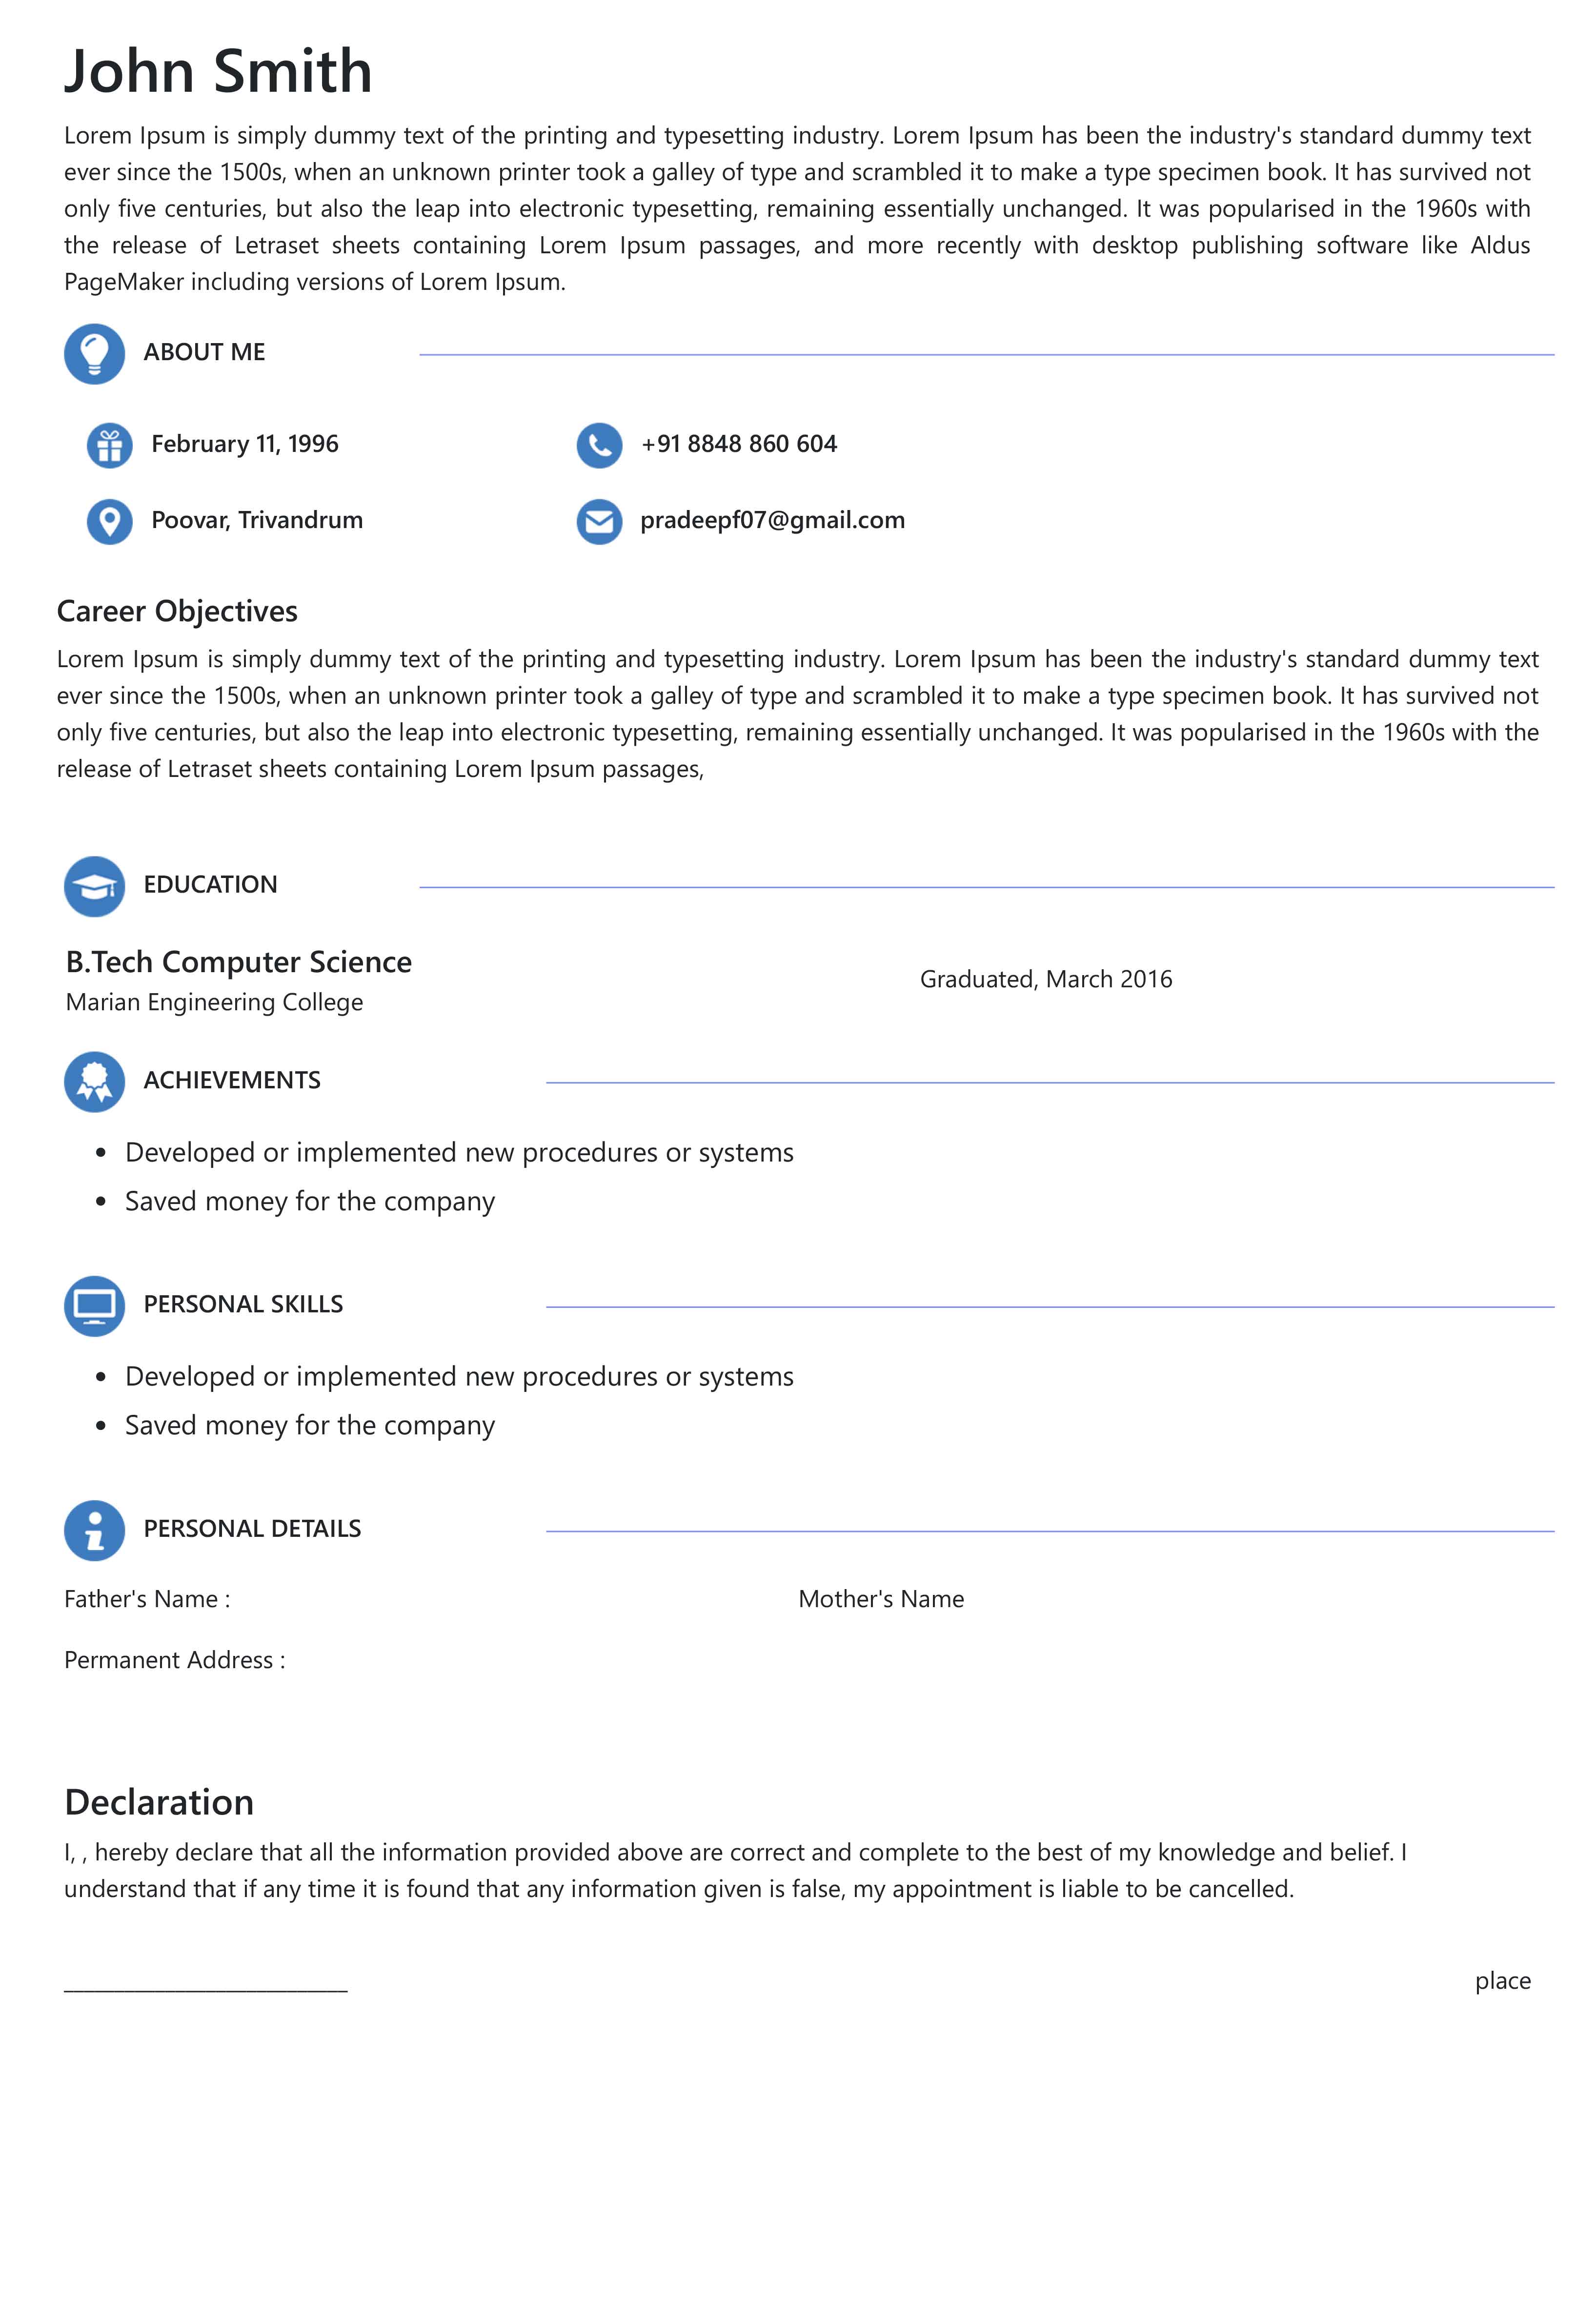 John Smith
Lorem Ipsum is simply dummy text of the printing and typesetting industry. Lorem Ipsum has been the industry's standard dummy text
ever since the 1500s, when an unknown printer took a galley of type and scrambled it to make a type specimen book. It has survived not
only five centuries, but also the leap into electronic typesetting, remaining essentially unchanged. It was popularised in the 1960s with
the release of Letraset sheets containing Lorem Ipsum passages, and more recently with desktop publishing software like Aldus
PageMaker including versions of Lorem Ipsum.
ABOUT ME
February 11, 1996
+91 8848 860 604
Poovar, Trivandrum
pradeepf07@gmail.com
Career Objectives
Lorem Ipsum is simply dummy text of the printing and typesetting industry. Lorem Ipsum has been the industry's standard dummy text
ever since the 1500s, when an unknown printer took a galley of type and scrambled it to make a type specimen book. It has survived not
only five centuries, but also the leap into electronic typesetting, remaining essentially unchanged. It was popularised in the 1960s with the
release of Letraset sheets containing Lorem Ipsum passages,
EDUCATION
B.Tech Computer Science
Marian Engineering College
Graduated, March 2016
ACHIEVEMENTS
• Developed or implemented new procedures or systems
• Saved money for the company
PERSONAL SKILLS
• Developed or implemented new procedures or systems
• Saved money for the company
PERSONAL DETAILS
Father's Name :
Mother's Name
Permanent Address :
Declaration
I, , hereby declare that all the information provided above are correct and complete to the best of my knowledge and belief. I
understand that if any time it is found that any information given is false, my appointment is liable to be cancelled.
_______________________
place